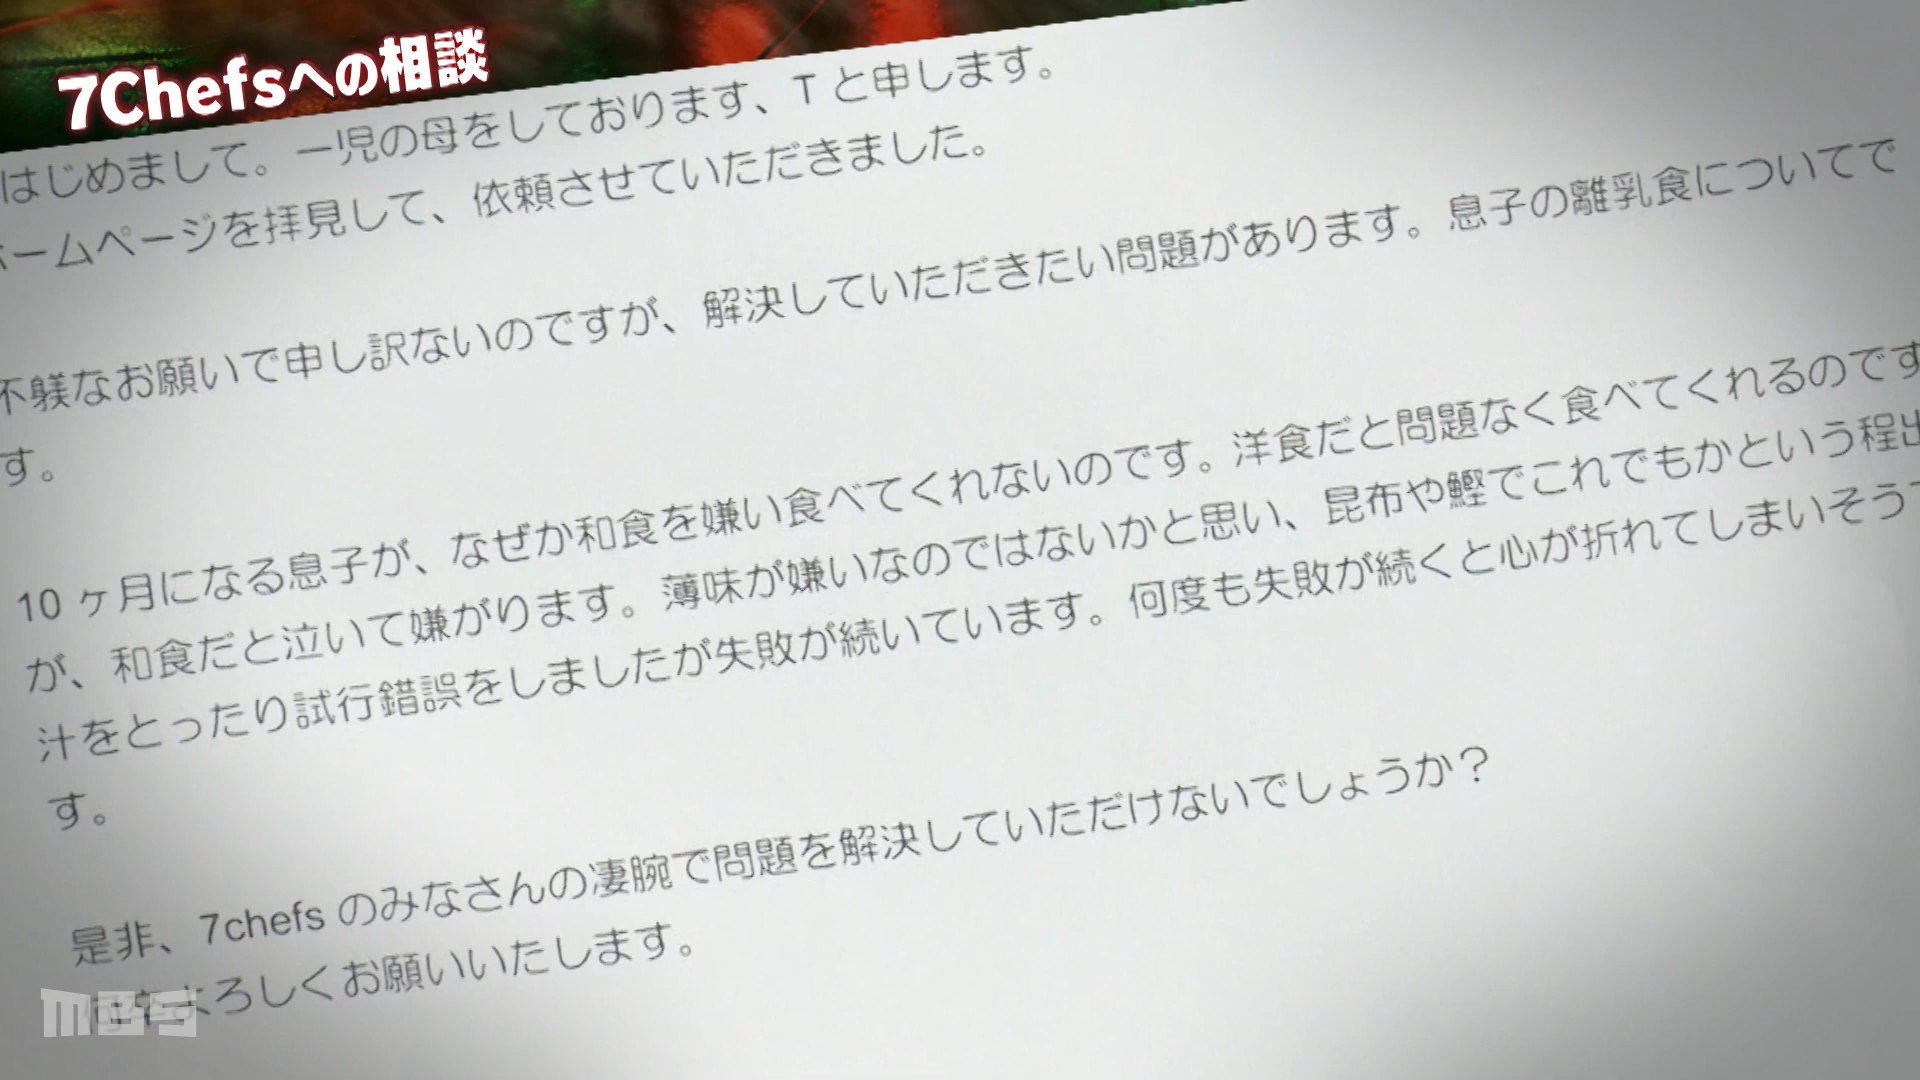 7Chefsへの相談
はじめまして。一児の母をしております、Tと申します。
ホームページを拝見して、依頼させていただきました。
不躾なお願いで申し訳ないのですが、解決していただきたい問題があります。息子の離乳食についてで
す。
10ヶ月になる息子が、なぜか和食を嫌い食べてくれないのです。洋食だと問題なく食べてくれるのです
が、和食だと泣いて嫌がります。薄味が嫌いなのではないかと思い、昆布や鰹でこれでもかという程出
汁をとったり試行錯誤をしましたが失敗が続いています。何度も失敗が続くと心が折れてしまいそうで
す。
是非、7chefsのみなさんの凄腕で問題を解決していただけないでしょうか？
何卒よろしくお願いいたします。
MBS